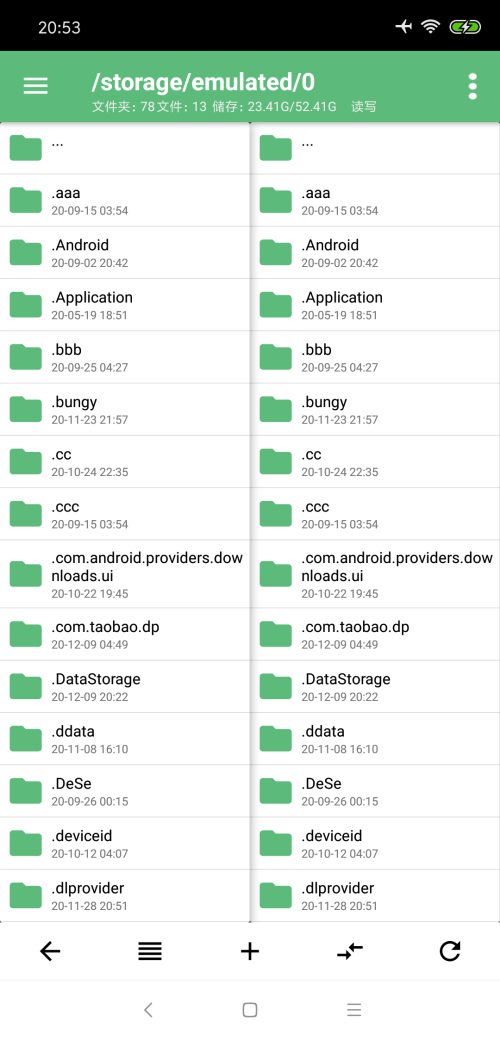 20:53
/storage/emulated/0
文件夹: 78 文件: 13 储存: 23.41G/52.41G 读写
...
...
.aaa
20-09-15 03:54
.aaa
20-09-15 03:54
.Android
20-09-02 20:42
.Android
20-09-02 20:42
.Application
20-05-19 18:51
.Application
20-05-19 18:51
.bbb
20-09-25 04:27
.bbb
20-09-25 04:27
.bungy
20-11-23 21:57
.bungy
20-11-23 21:57
.cc
20-10-24 22:35
.cc
20-10-24 22:35
.ccc
20-09-15 03:54
.ccc
20-09-15 03:54
.com.android.providers.dow
nloads.ui
20-10-22 19:45
.com.android.providers.dow
nloads.ui
20-10-22 19:45
.com.taobao.dp
20-12-09 04:49
.com.taobao.dp
20-12-09 04:49
.DataStorage
20-12-09 20:22
.DataStorage
20-12-09 20:22
.ddata
20-11-08 16:10
.ddata
20-11-08 16:10
.DeSe
20-09-26 00:15
.DeSe
20-09-26 00:15
.deviceid
20-10-12 04:07
.deviceid
20-10-12 04:07
.dlprovider
20-11-28 20:51
.dlprovider
20-11-28 20:51